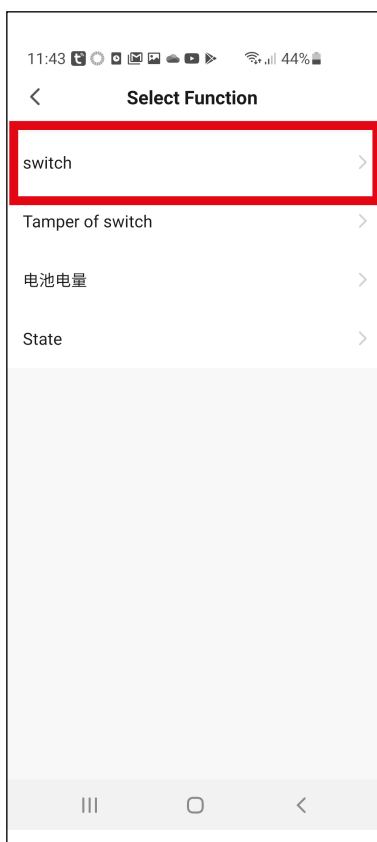 11:43 44%
Select Function
switch
Tamper of switch
电池电量
State